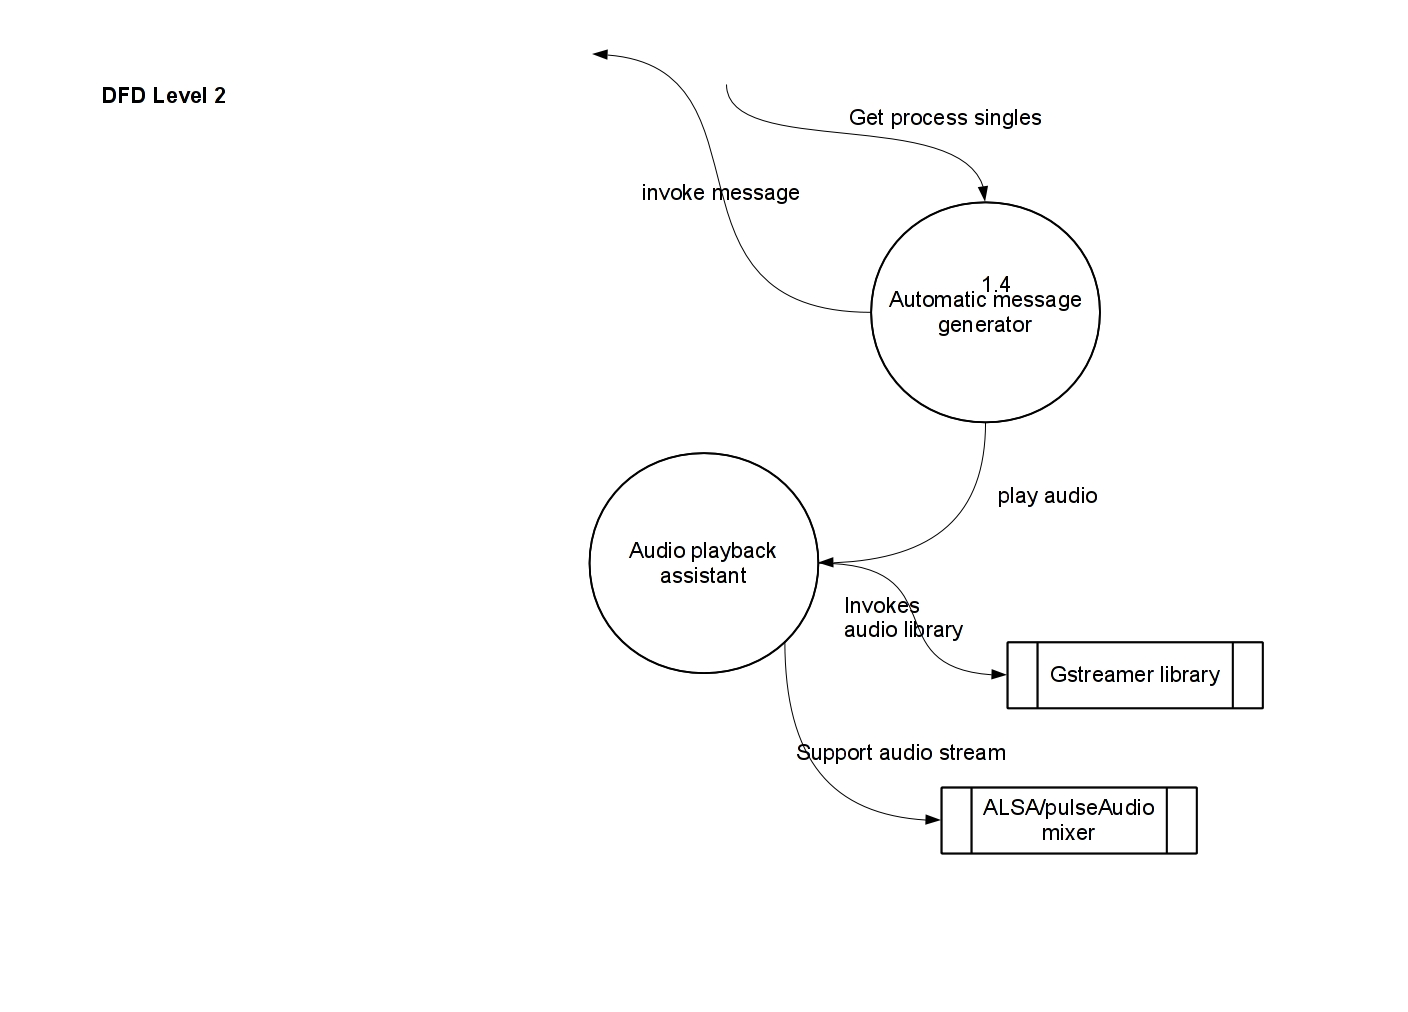 DFD Level 2
Get process singles
invoke message
1.4
Automatic message
generator
play audio
Audio playback
assistant
Invokes
audio library
Gstreamer library
Support audio stream
ALSA/pulseAudio
mixer